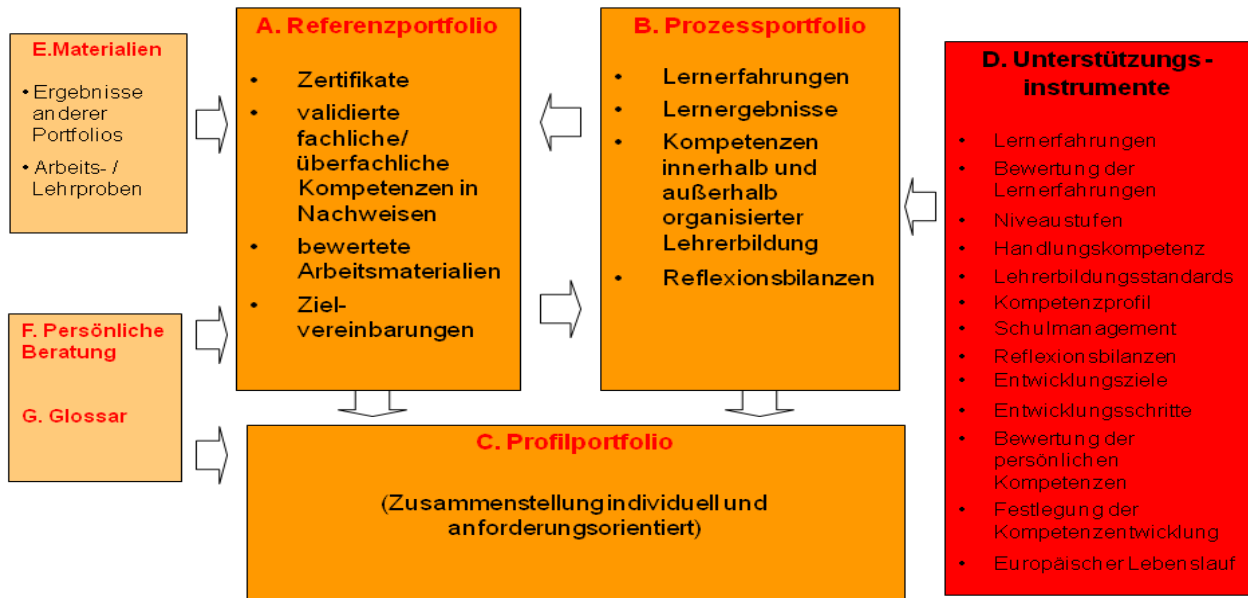 E.Materialien
• Ergebnisse
anderer
Portfolios
• Arbeits- /
Lehrproben
F. Persönliche
Beratung
G. Glossar
A. Referenzportfolio
• Zertifikate
• validierte
fachliche/
überfachliche
Kompetenzen in
Nachweisen
• bewertete
Arbeitsmaterialien
• Ziel-
vereinbarungen
B. Prozessportfolio
• Lernerfahrungen
• Lernergebnisse
• Kompetenzen
innerhalb und
außerhalb
organisierter
Lehrerbildung
• Reflexionsbilanzen
C. Profilportfolio
(Zusammenstellung individuell und
anforderungsorientiert)
D. Unterstützungs-
instrumente
• Lernerfahrungen
• Bewertung der
Lernerfahrungen
• Niveaustufen
• Handlungskompetenz
• Lehrerbildungsstandards
• Kompetenzprofil
• Schulmanagement
• Reflexionsbilanzen
• Entwicklungsziele
• Entwicklungsschritte
• Bewertung der
persönlichen
Kompetenzen
• Festlegung der
Kompetenzentwicklung
• Europäischer Lebenslauf